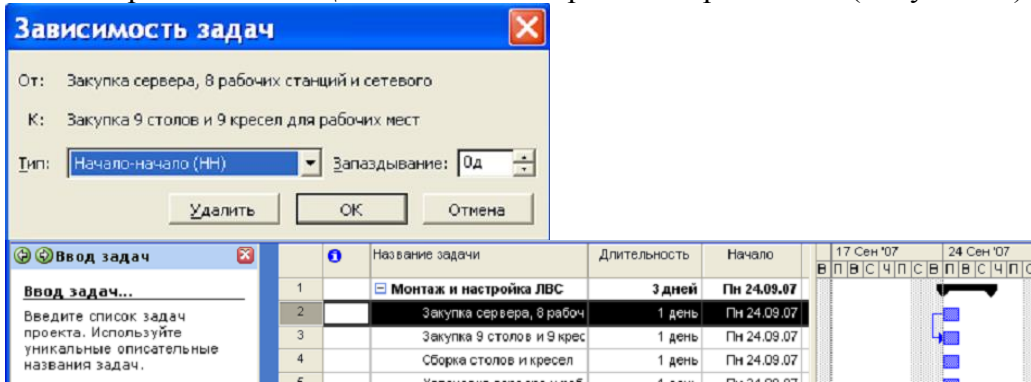 Зависимость задач
От: Закупка сервера, 8 рабочих станций и сетевого
К: Закупка 9 столов и 9 кресел для рабочих мест
Тип: Начало-начало (НН) Запаздывание: 0д
Удалить ОК Отмена
Ввод задач Название задачи Длительность Начало 17 Сен '07 24 Сен '07
В П В С Ч П С В П В С Ч П С
Ввод задач...
1 Монтаж и настройка ЛВС 3 дней Пн 24.09.07
Введите список задач
проекта. Используйте
уникальные описательные
названия задач.
2 Закупка сервера, 8 рабоч 1 день Пн 24.09.07
3 Закупка 9 столов и 9 крес 1 день Пн 24.09.07
4 Сборка столов и кресел 1 день Пн 24.09.07